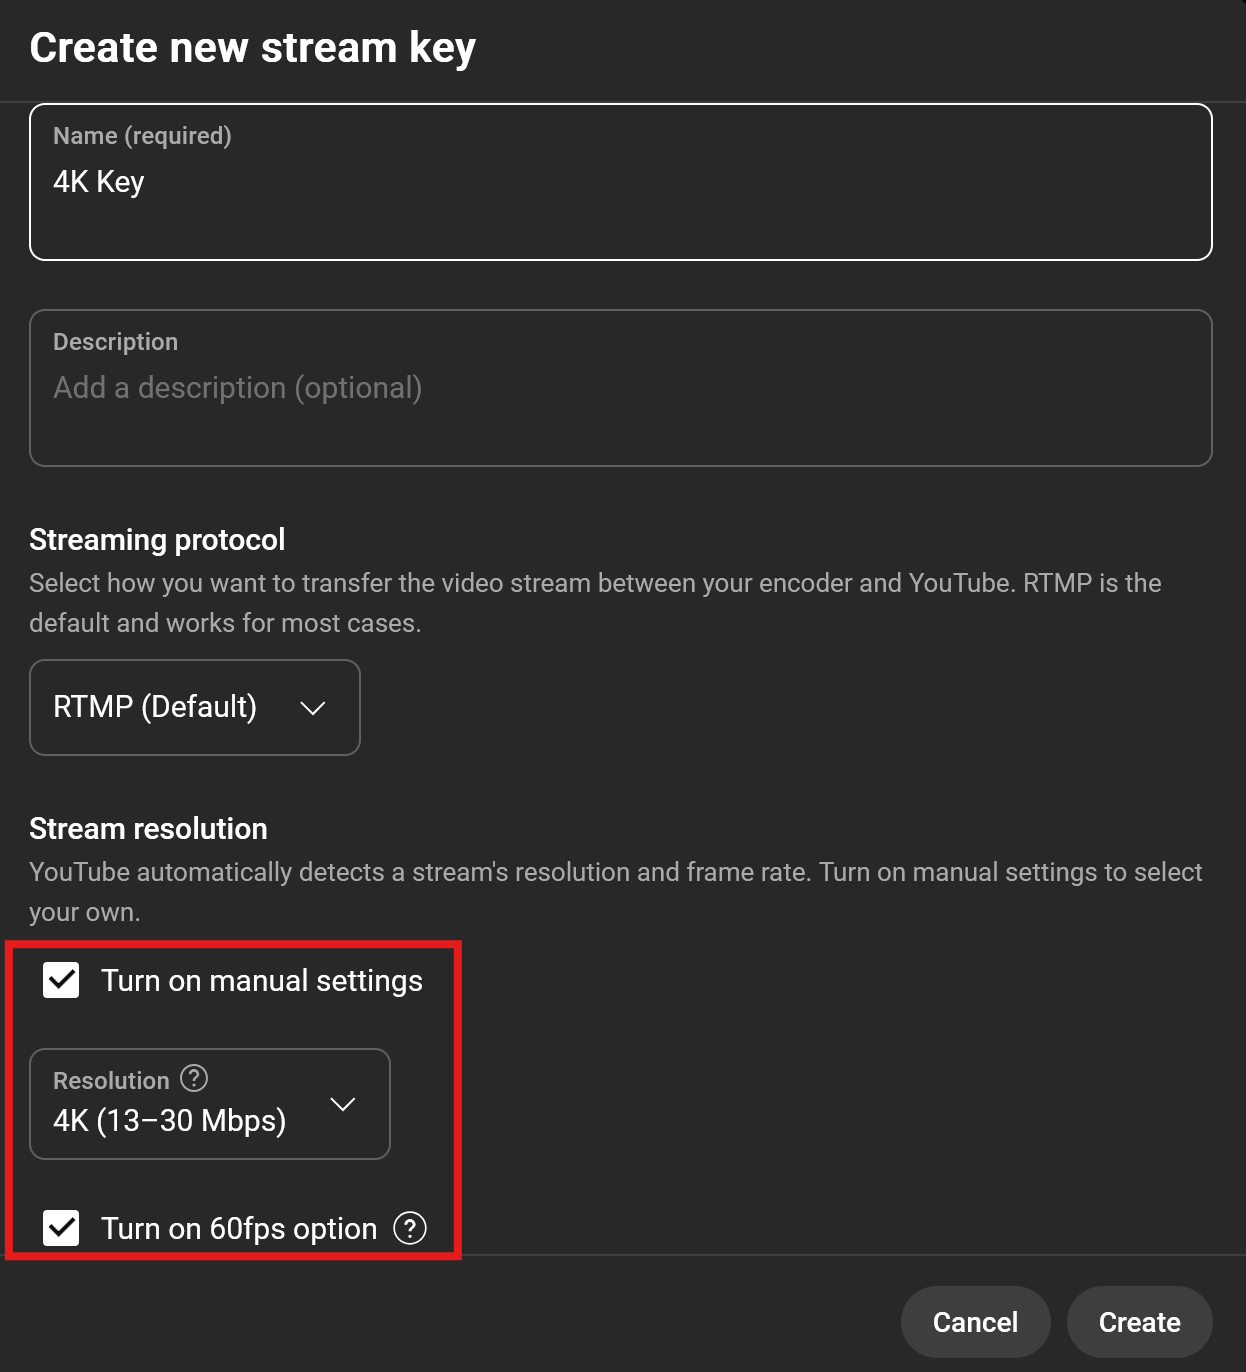 Create new stream key
Name (required)
4K Key
Description
Add a description (optional)
Streaming protocol
Select how you want to transfer the video stream between your encoder and YouTube. RTMP is the
default and works for most cases.
RTMP (Default)
Stream resolution
YouTube automatically detects a stream's resolution and frame rate. Turn on manual settings to select
your own.
Turn on manual settings
Resolution ?
4K (13–30 Mbps)
Turn on 60fps option ?
Cancel Create